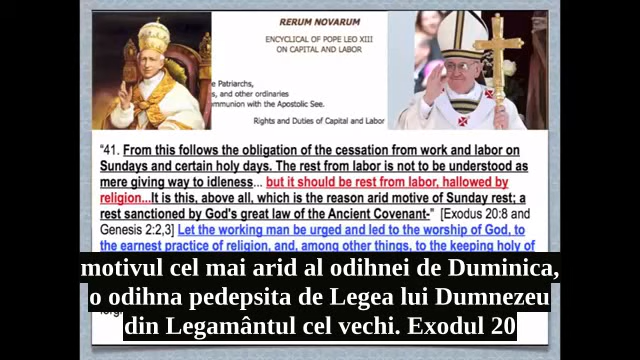 RERUM NOVARUM
ENCYCLICAL OF POPE LEO XIII
ON CAPITAL AND LABOR
e Patriarchs,
s, and other ordinaries
ommunion with the Apostolic See.
Rights and Duties of Capital and Labor
"41. From this follows the obligation of the cessation from work and labor on
Sundays and certain holy days. The rest from labor is not to be understood as
mere giving way to idleness... but it should be rest from labor, hallowed by
religion...It is this, above all, which is the reason arid motive of Sunday rest; a
rest sanctioned by God's great law of the Ancient Covenant-" [Exodus 20:8 and
Genesis 2:2,3] Let the working man be urged and led to the worship of God, to
the earnest practice of religion, and, among other things, to the keeping holy of
motivul cel mai arid al odihnei de Duminica,
o odihna pedepsita de Legea lui Dumnezeu
din Legamântul cel vechi. Exodul 20